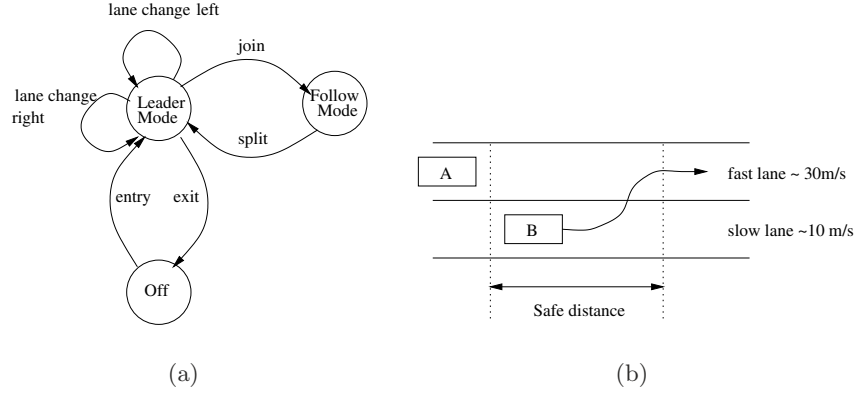 lane change left
join
lane change
right
Leader
Mode
Follow
Mode
split
entry
exit
Off
(a)
A
fast lane ~ 30m/s
B
slow lane ~10 m/s
Safe distance
(b)